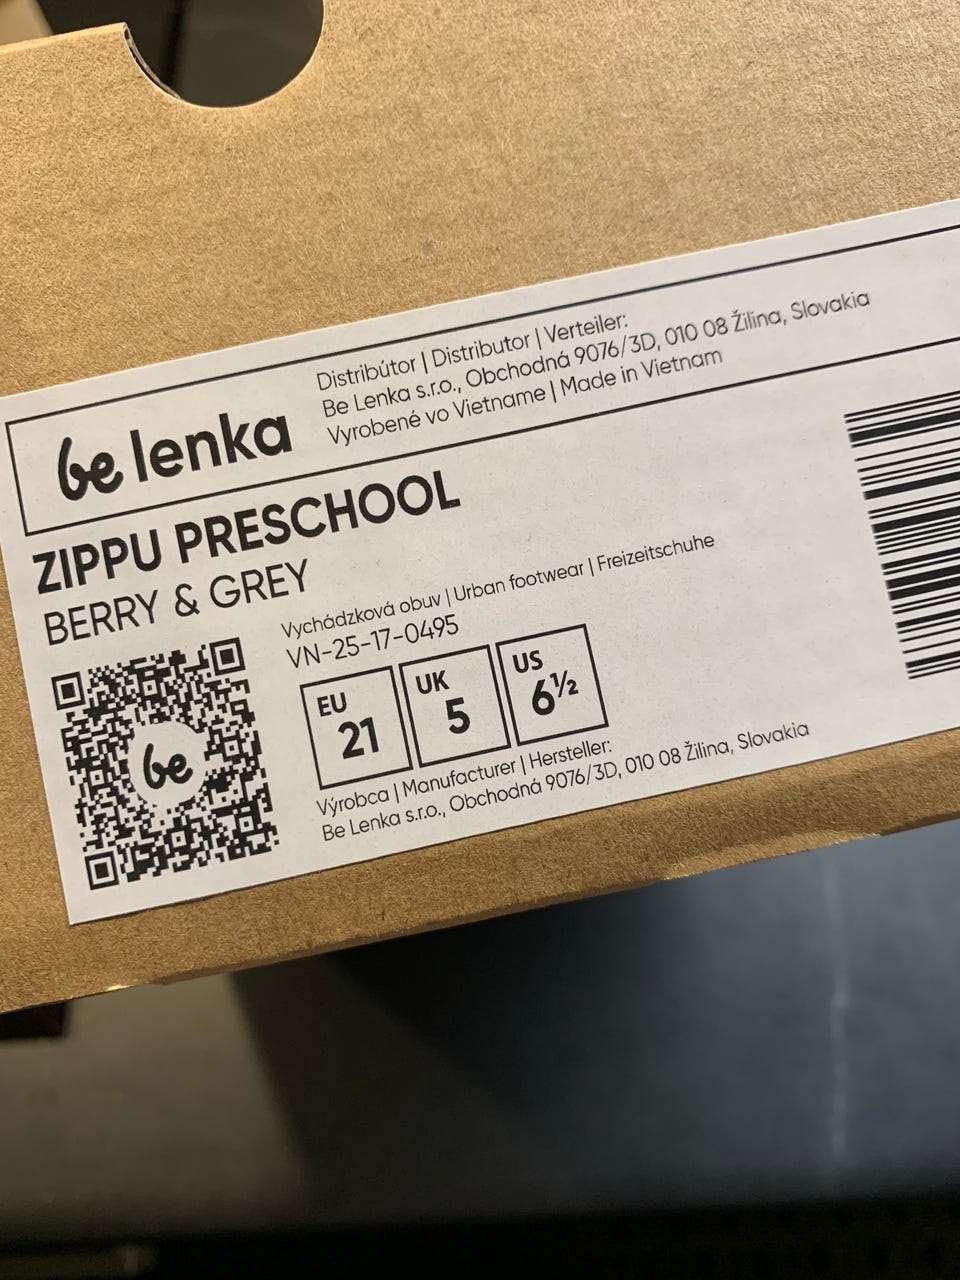 be lenka
Distribútor | Distributor | Verteiler:
Be Lenka s.r.o., Obchodná 9076/3D, 010 08 Žilina, Slovakia
Vyrobené vo Vietname | Made in Vietnam
ZIPPU PRESCHOOL
BERRY & GREY
Vychádzková obuv | Urban footwear | Freizeitschuhe
VN-25-17-0495
be
EU
21
UK
5
US
6½
Výrobca | Manufacturer | Hersteller:
Be Lenka s.r.o., Obchodná 9076/3D, 010 08 Žilina, Slovakia